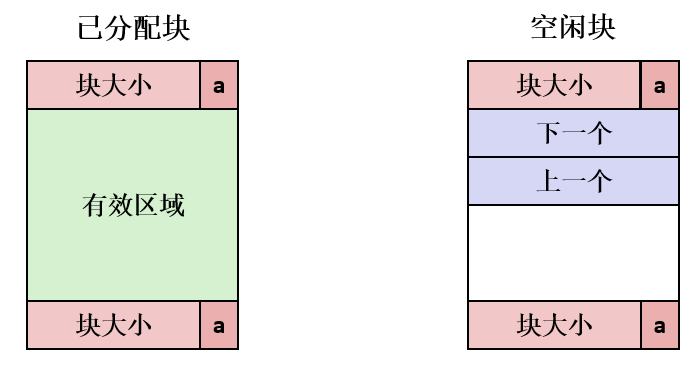 已分配块
空闲块
块大小 a
块大小 a
下一个
上一个
有效区域
块大小 a
块大小 a